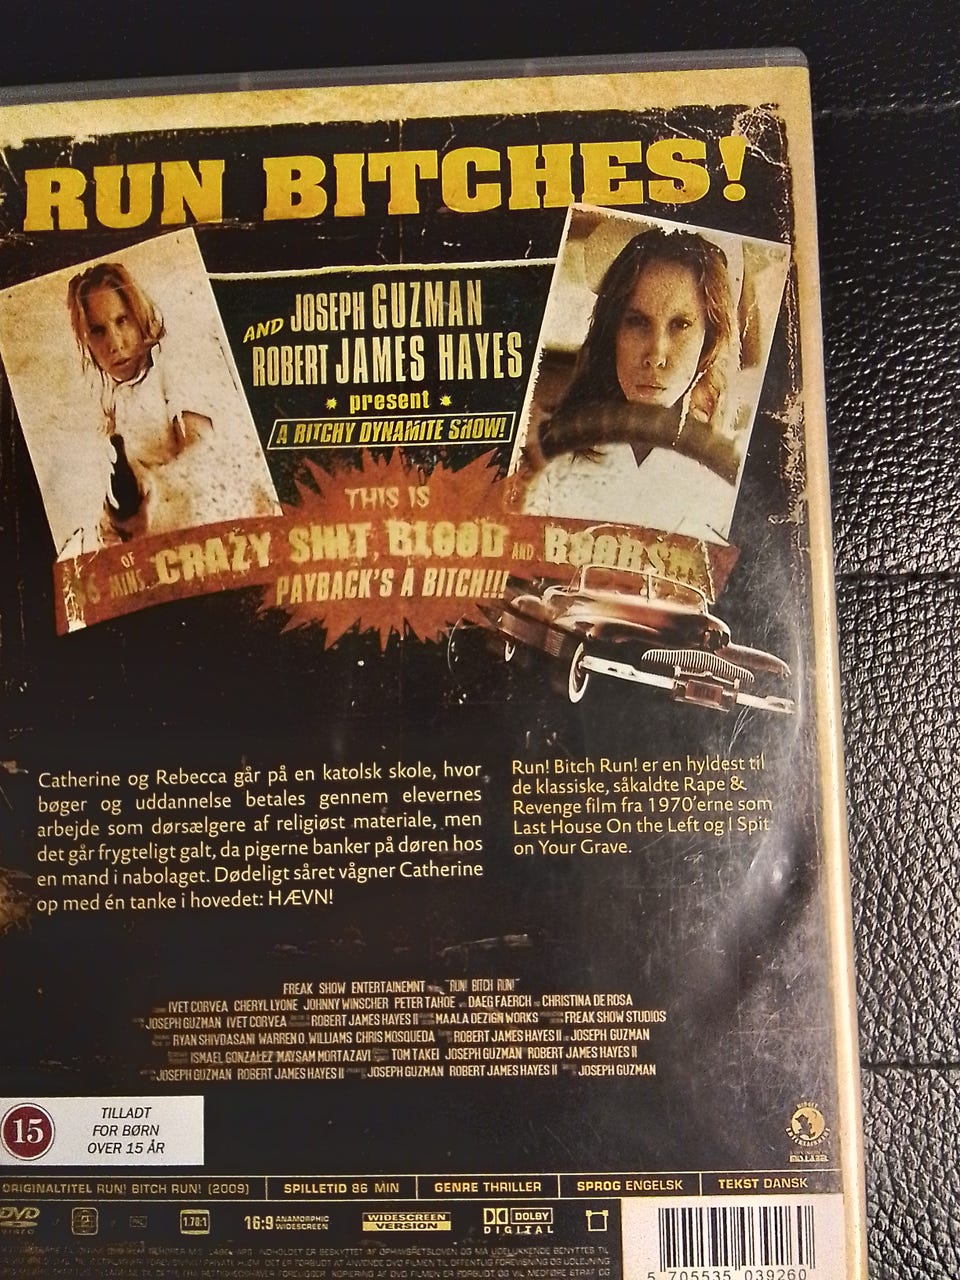 RUN BITCHES!
AND JOSEPH GUZMAN
ROBERT JAMES HAYES
present
A BITCHY DYNAMITE SHOW!
THIS IS
OF MINS CRAZY SHIT, BLOOD AND
PAYBACK'S A BITCH!!!
Catherine og Rebecca går på en katolsk skole, hvor
bøger og uddannelse betales gennem elevernes
arbejde som dørsælgere af religiøst materiale, men
det går frygteligt galt, da pigerne banker på døren hos
en mand i nabolaget. Dødeligt såret vågner Catherine
op med én tanke i hovedet: HÆVN!
Run! Bitch Run! er en hyldest til
de klassiske, såkaldte Rape &
Revenge film fra 1970'erne som
Last House On the Left og I Spit
on Your Grave.
FREAK SHOW ENTERTAINEMNT "RUN! BITCH RUN!"
IVET CORVEA CHERYL LYONE JOHNNY WINSCHER PETER TAHOE DAEG FAERCH CHRISTINA DE ROSA
JOSEPH GUZMAN IVET CORVEA ROBERT JAMES HAYES II MAALA DEZIGN WORKS FREAK SHOW STUDIOS
RYAN SHIVDASANI WARREN O. WILLIAMS CHRIS MOSQUEDA ROBERT JAMES HAYES II JOSEPH GUZMAN
ISMAEL GONZALEZ MAYSAM MORTAZAVI TOM TAKEI JOSEPH GUZMAN ROBERT JAMES HAYES II
JOSEPH GUZMAN ROBERT JAMES HAYES II JOSEPH GUZMAN ROBERT JAMES HAYES II JOSEPH GUZMAN
15
TILLADT
FOR BØRN
OVER 15 ÅR
ORIGINALTITEL RUN! BITCH RUN! (2009) SPILLETID 86 MIN GENRE THRILLER SPROG ENGELSK TEKST DANSK
DVD
VIDEO
PAL
1.78:1
16:9 ANAMORPHIC
WIDESCREEN
WIDESCREEN
VERSION
DOLBY
DIGITAL
5 705535 039260